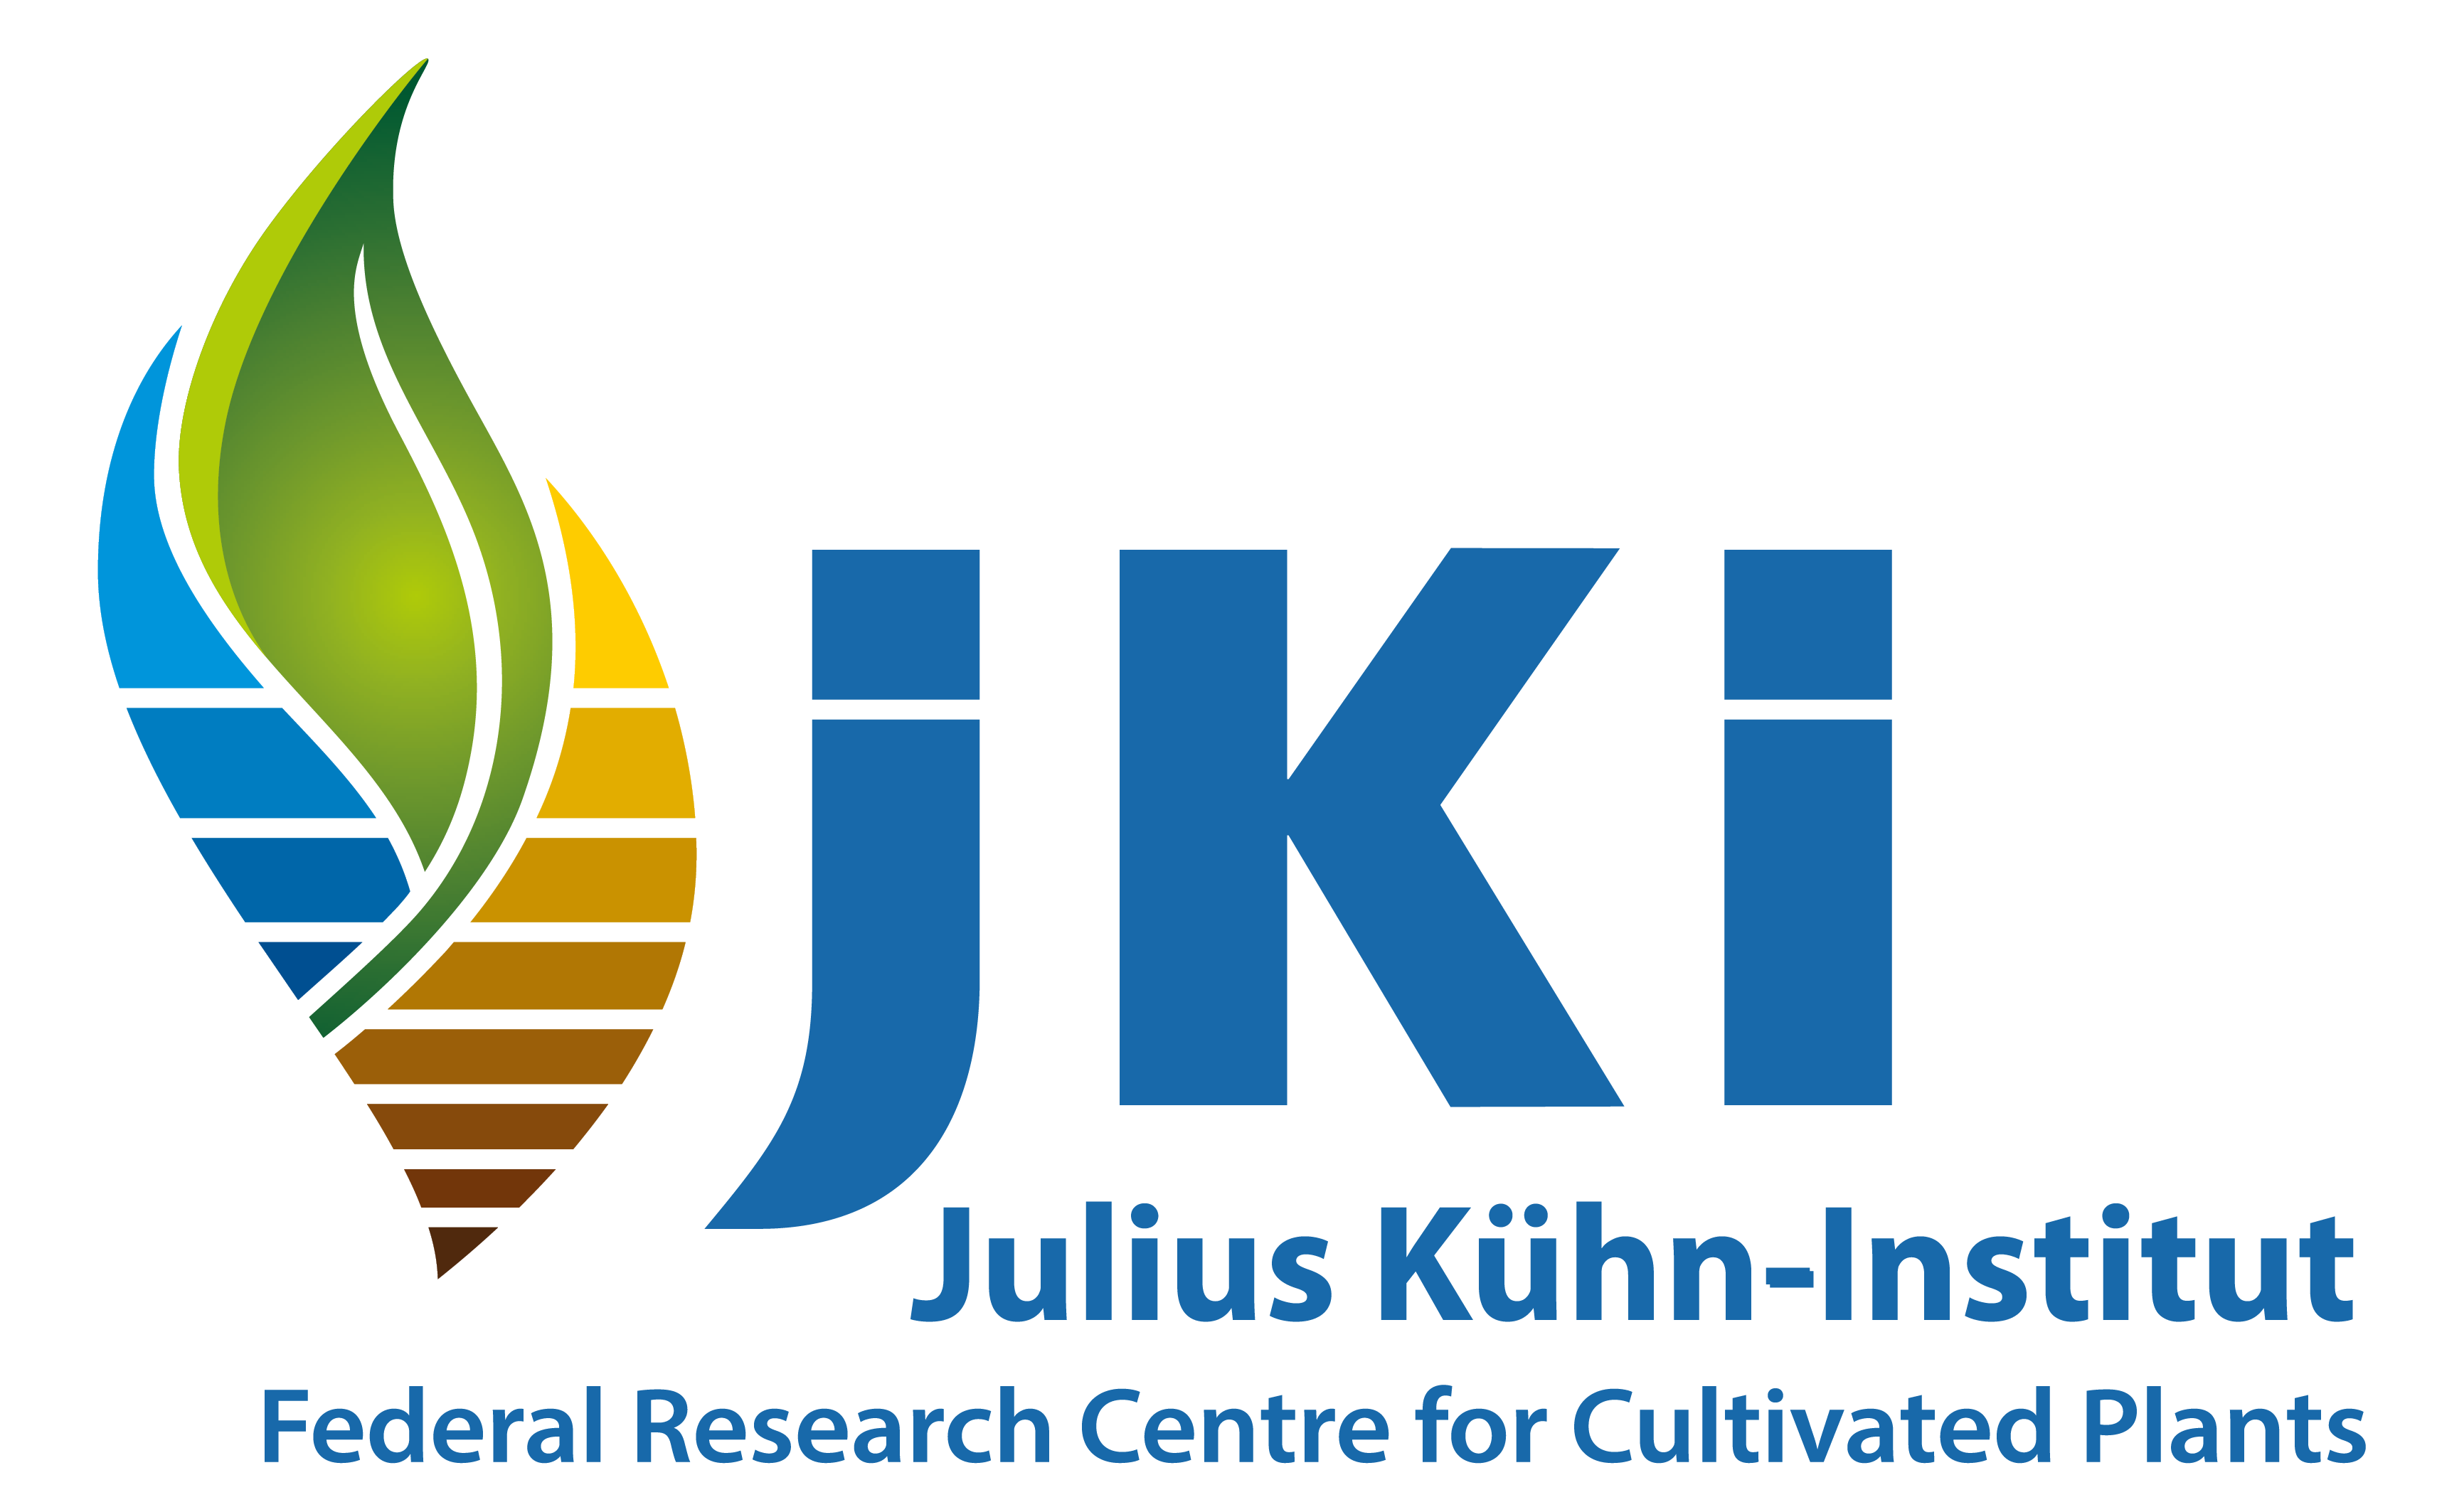 jKi
Julius Kühn-Institut
Federal Research Centre for Cultivated Plants